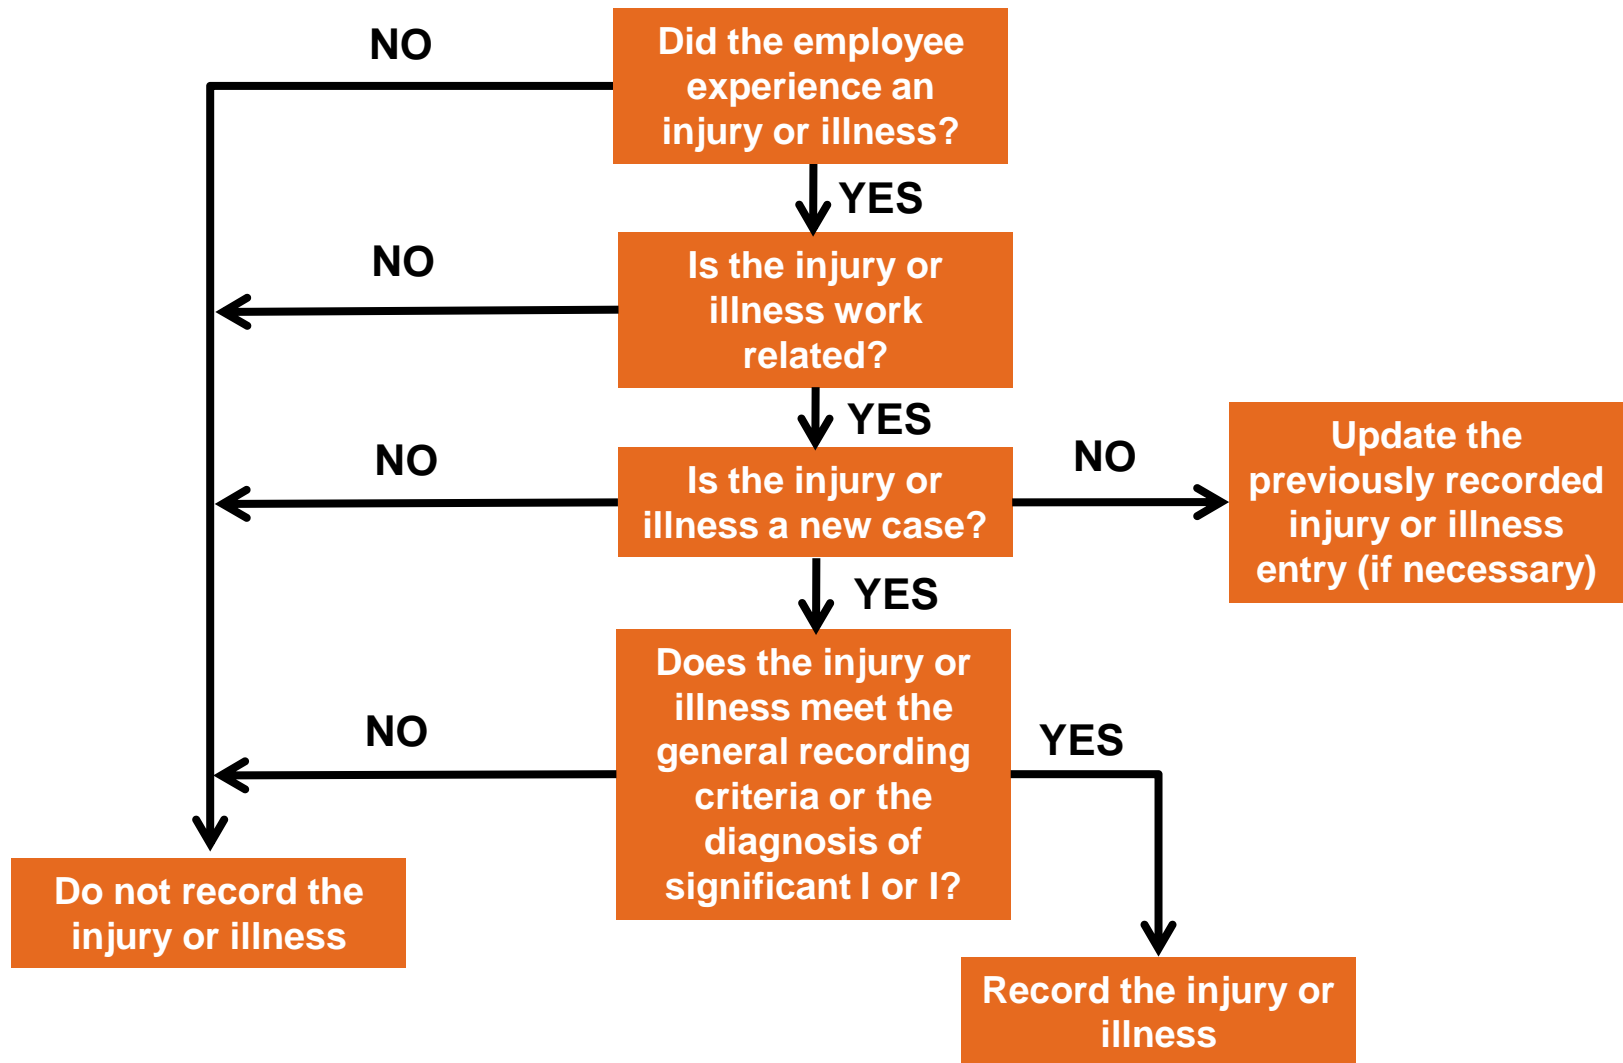 NO
Did the employee
experience an
injury or illness?
YES
NO
Is the injury or
illness work
related?
YES
NO
Is the injury or
illness a new case?
NO
Update the
previously recorded
injury or illness
entry (if necessary)
YES
NO
Does the injury or
illness meet the
general recording
criteria or the
diagnosis of
significant I or I?
YES
Do not record the
injury or illness
Record the injury or
illness